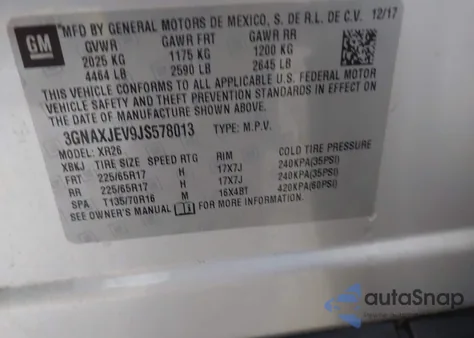 GM
MFD BY GENERAL MOTORS DE MEXICO, S. DE R.L. DE C.V. 12/17
GVWR GAWR FRT GAWR RR
2025 KG 1175 KG 1200 KG
4464 LB 2590 LB 2645 LB
THIS VEHICLE CONFORMS TO ALL APPLICABLE U.S. FEDERAL MOTOR
VEHICLE SAFETY AND THEFT PREVENTION STANDARDS IN EFFECT ON
THE DATE OF MANUFACTURE SHOWN ABOVE.
3GNAXJEV9JS578013 TYPE: M.P.V.
MODEL: XR26
XBKJ TIRE SIZE SPEED RTG RIM COLD TIRE PRESSURE
FRT 225/65R17 H 17X7J 240KPA(35PSI)
RR 225/65R17 H 17X7J 240KPA(35PSI)
SPA T135/70R16 M 16X4BT 420KPA(60PSI)
SEE OWNER'S MANUAL FOR MORE INFORMATION
autaSnap